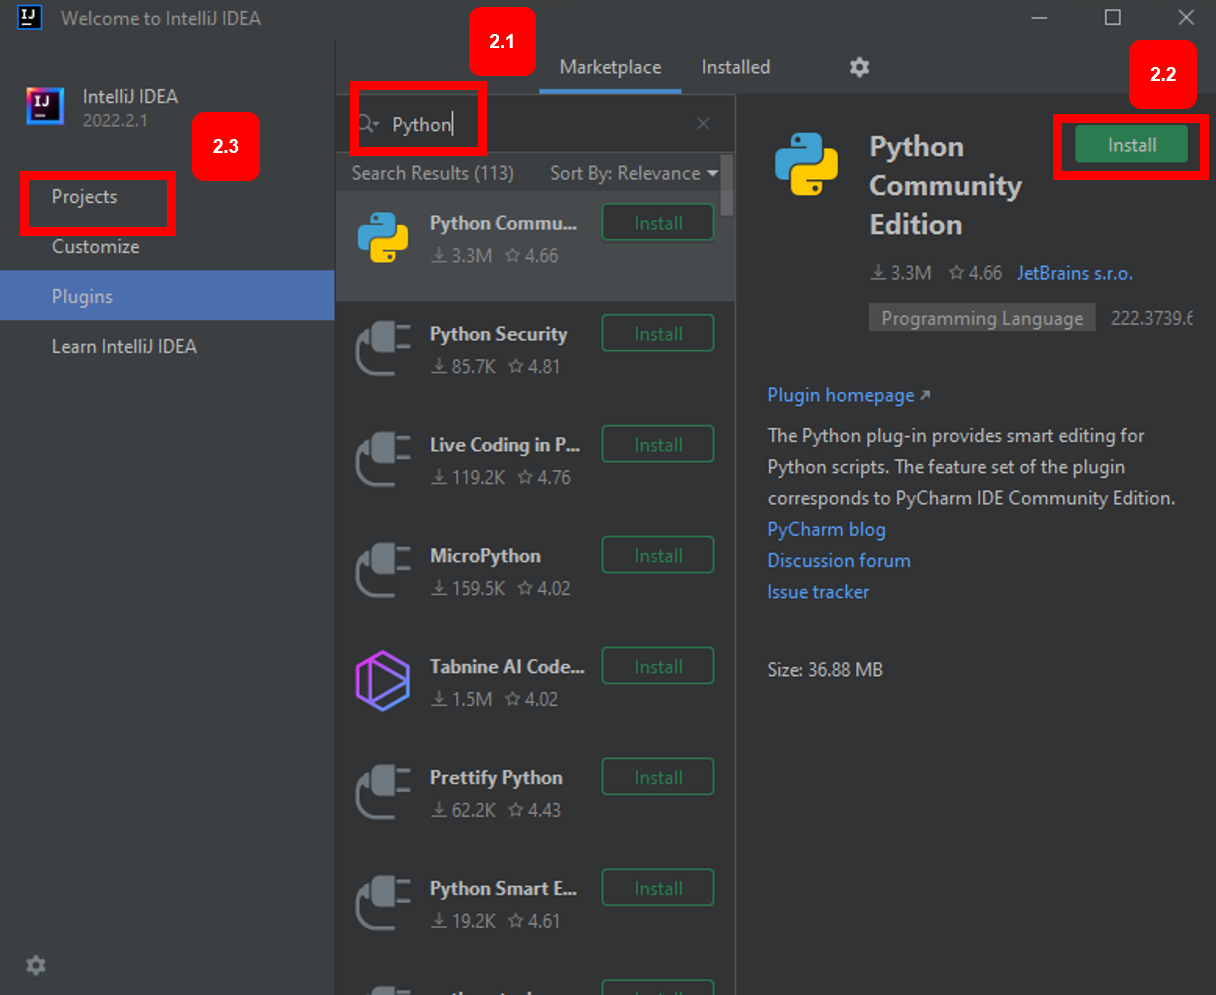 Welcome to IntelliJ IDEA
2.1
2.2
2.3
IntelliJ IDEA
2022.2.1
Projects
Customize
Plugins
Learn IntelliJ IDEA
Marketplace
Installed
Python
Search Results (113)
Sort By: Relevance
Python Commu...
Install
3.3M
4.66
Python Security
Install
85.7K
4.81
Live Coding in P...
Install
119.2K
4.76
MicroPython
Install
159.5K
4.02
Tabnine AI Code...
Install
1.5M
4.02
Prettify Python
Install
62.2K
4.43
Python Smart E...
Install
19.2K
4.61
Python
Community
Edition
Install
3.3M
4.66
JetBrains s.r.o.
Programming Language
222.3739.6
Plugin homepage
The Python plug-in provides smart editing for
Python scripts. The feature set of the plugin
corresponds to PyCharm IDE Community Edition.
PyCharm blog
Discussion forum
Issue tracker
Size: 36.88 MB